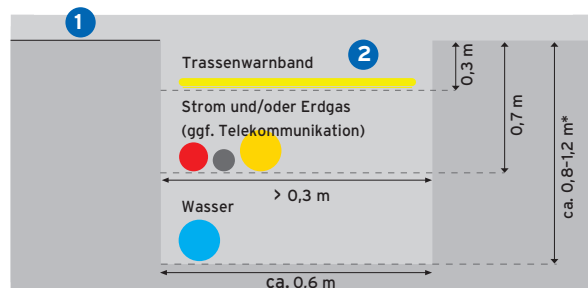 1
2
Trassenwarnband
0,3 m
Strom und/oder Erdgas
(ggf. Telekommunikation)
0,7 m
ca. 0,8-1,2 m*
> 0,3 m
Wasser
ca. 0,6 m